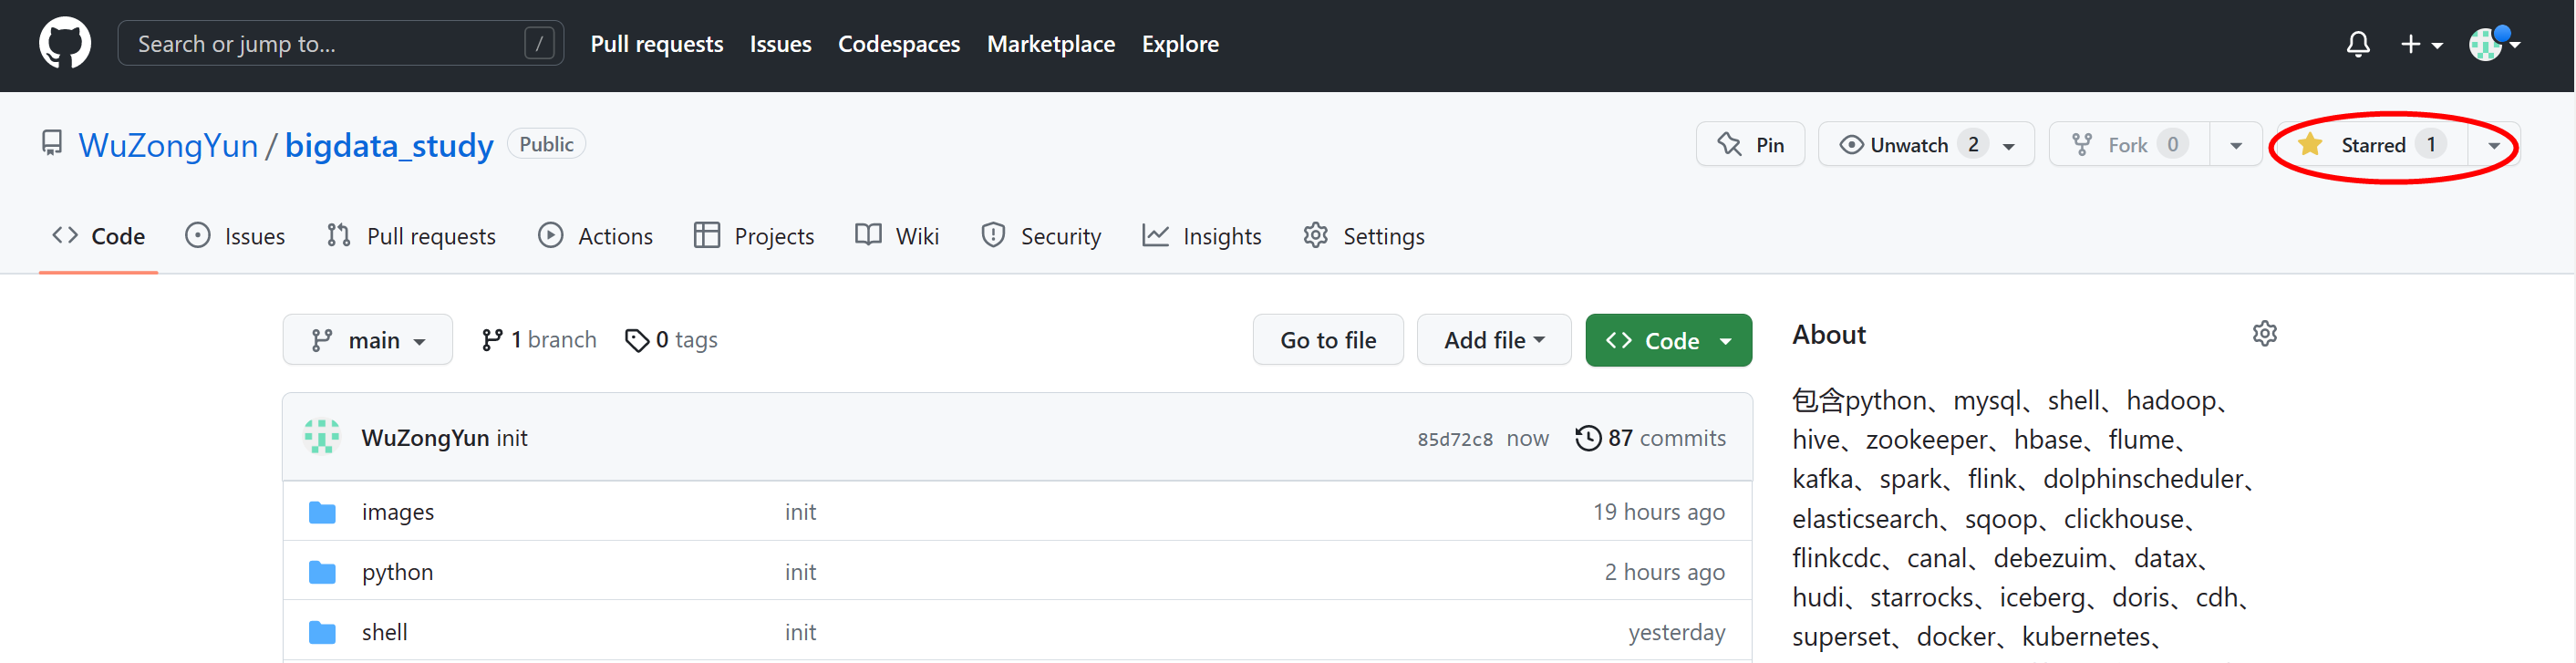 Search or jump to... / Pull requests Issues Codespaces Marketplace Explore
WuZongYun / bigdata_study Public Pin Unwatch 2 Fork 0 Starred 1
Code Issues Pull requests Actions Projects Wiki Security Insights Settings
main 1 branch 0 tags Go to file Add file Code
WuZongYun init 85d72c8 now 87 commits
images init 19 hours ago
python init 2 hours ago
shell init yesterday
About
包含python、mysql、shell、hadoop、
hive、zookeeper、hbase、flume、
kafka、spark、flink、dolphinscheduler、
elasticsearch、sqoop、clickhouse、
flinkcdc、canal、debezuim、datax、
hudi、starrocks、iceberg、doris、cdh、
superset、docker、kubernetes、